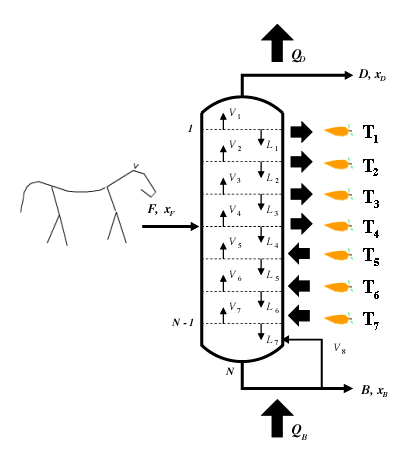 Q_D
D, x_D
V_1
1
L_1
T_1
V_2
L_2
T_2
V_3
L_3
T_3
F, x_F
V_4
L_4
T_4
V_5
L_5
T_5
V_6
L_6
T_6
V_7
N - 1
L_7
T_7
V_8
N
B, x_B
Q_B